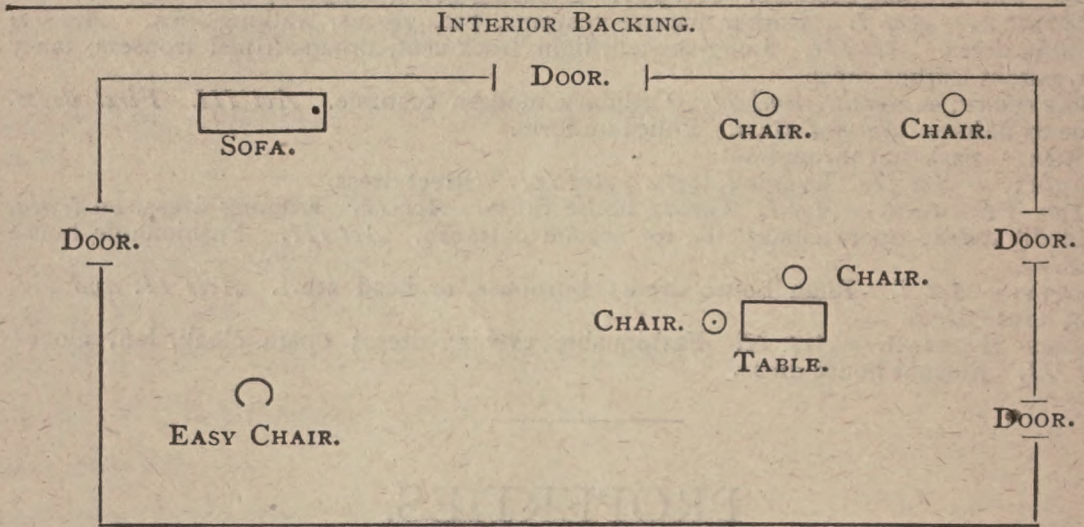 INTERIOR BACKING.
DOOR.
SOFA.
CHAIR. CHAIR.
DOOR. DOOR.
CHAIR.
CHAIR.
TABLE.
EASY CHAIR.
DOOR.